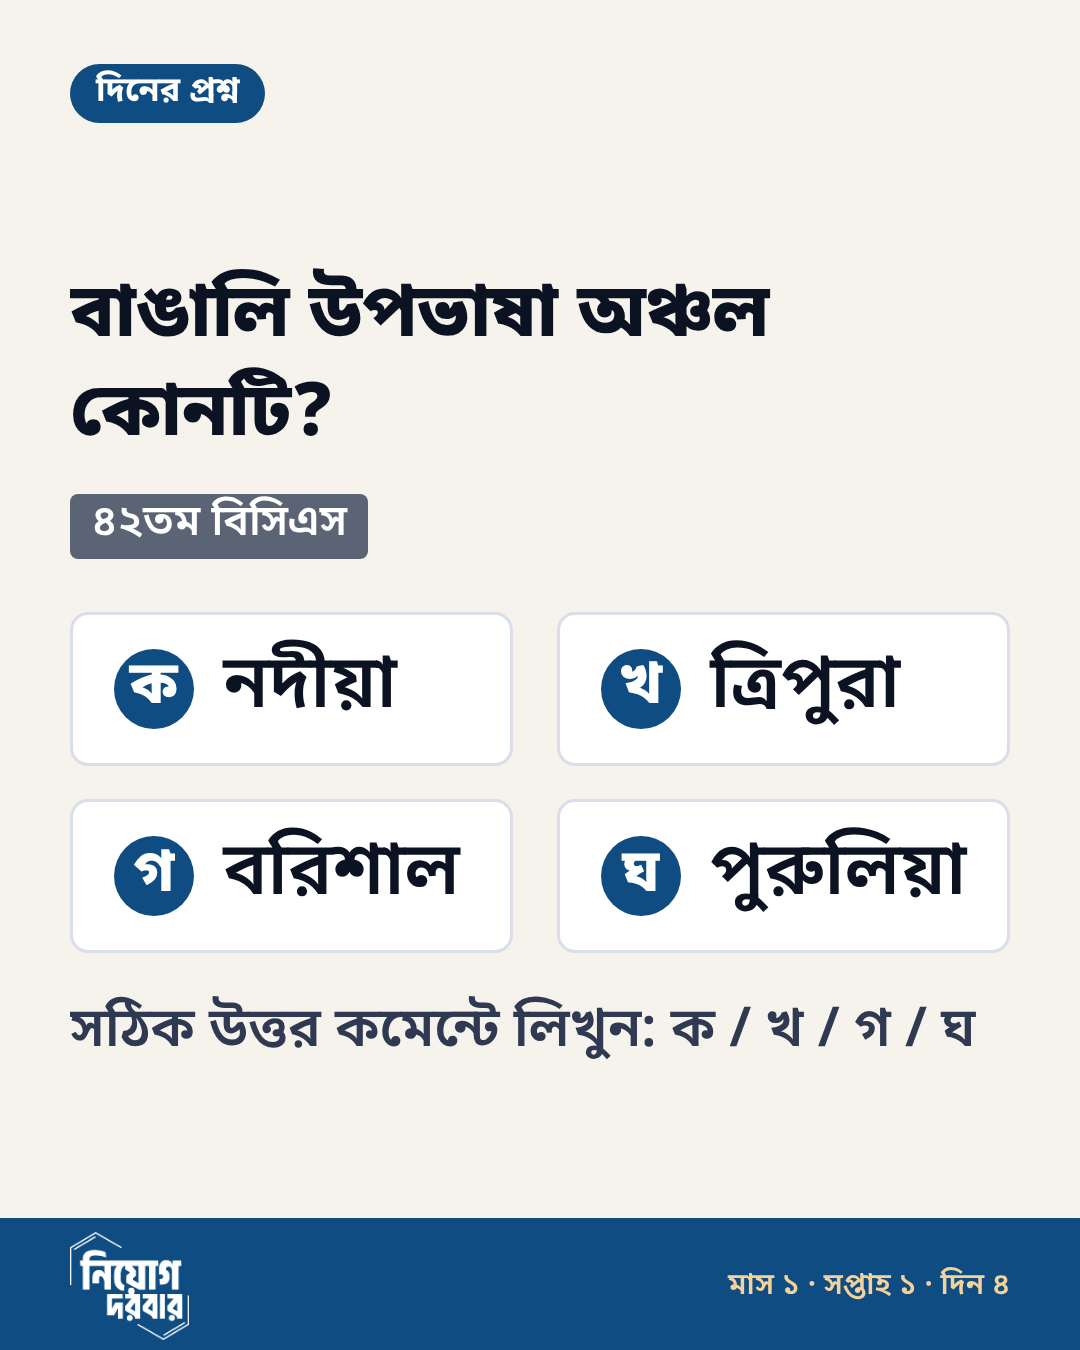 দিনের প্রশ্ন
বাঙালি উপভাষা অঞ্চল
কোনটি?
৪২তম বিসিএস
ক নদীয়া
খ ত্রিপুরা
গ বরিশাল
ঘ পুরুলিয়া
সঠিক উত্তর কমেন্টে লিখুন: ক / খ / গ / ঘ
নিয়োগ
দরবার
মাস ১ · সপ্তাহ ১ · দিন ৪